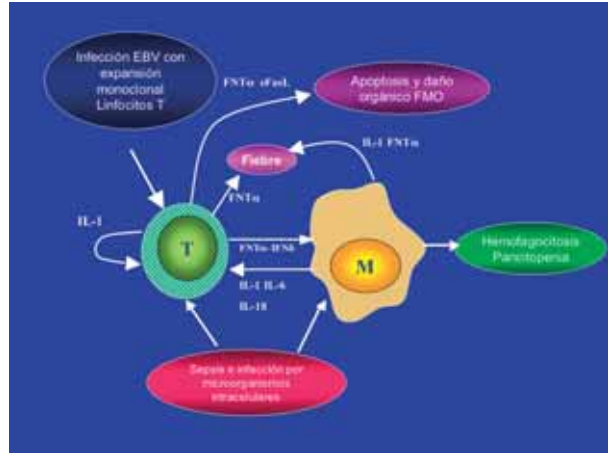 Infección EBV con
expansión
monoclonal
Linfocitos T
FNTα sFasL
Apoptosis y daño
orgánico FMO
Fiebre
IL-1 FNTα
FNTα
IL-1
T
FNTα-IFNδ
M
Hemofagocitosis
Pancitopenia
IL-1 IL-6
IL-18
Sepsis e infección por
microorganismos
intracelulares